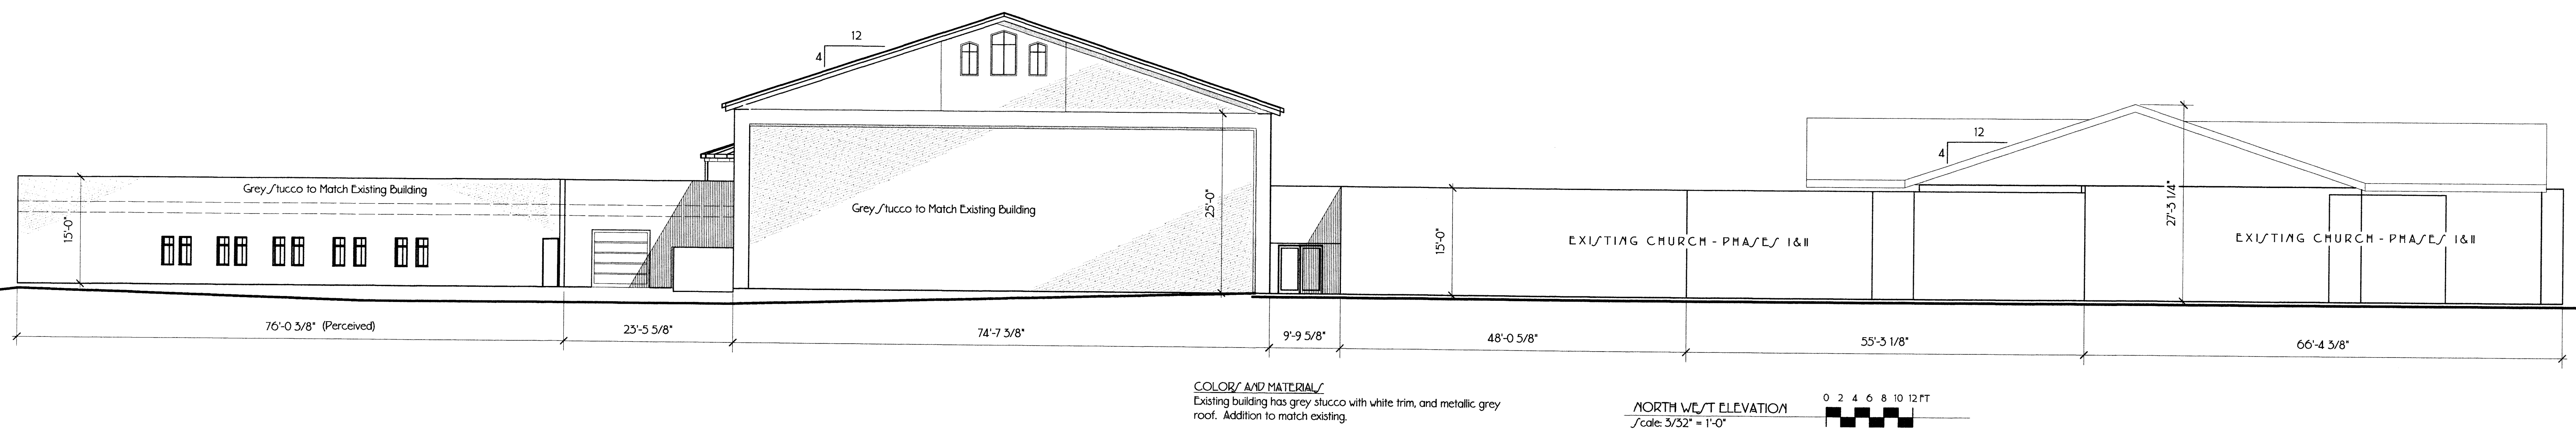 12
4
12
4
Grey Stucco to Match Existing Building
15'-0"
Grey Stucco to Match Existing Building
25'-0"
15'-0"
EXISTING CHURCH - PHASES I & II
27'-3 1/4"
EXISTING CHURCH - PHASES I & II
76'-0 3/8" (Perceived)
23'-5 5/8"
74'-7 3/8"
9'-9 5/8"
48'-0 5/8"
55'-3 1/8"
66'-4 3/8"
COLORS AND MATERIALS
Existing building has grey stucco with white trim, and metallic grey
roof. Addition to match existing.
NORTH WEST ELEVATION
Scale: 3/32" = 1'-0"
0 2 4 6 8 10 12 FT